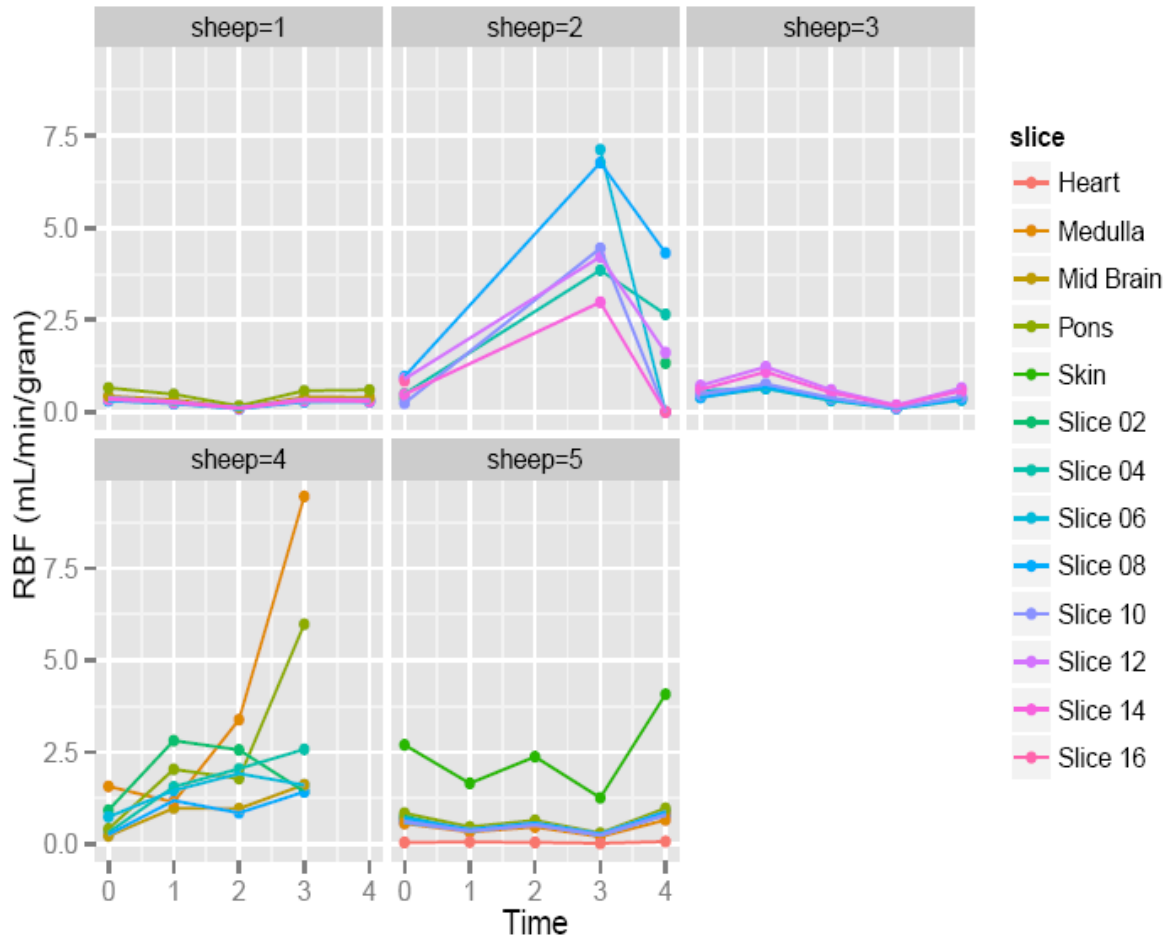 sheep=1
sheep=2
sheep=3
7.5
5.0
2.5
0.0
sheep=4
sheep=5
7.5
5.0
2.5
0.0
0 1 2 3 4
0 1 2 3 4
RBF (mL/min/gram)
Time
slice
Heart
Medulla
Mid Brain
Pons
Skin
Slice 02
Slice 04
Slice 06
Slice 08
Slice 10
Slice 12
Slice 14
Slice 16